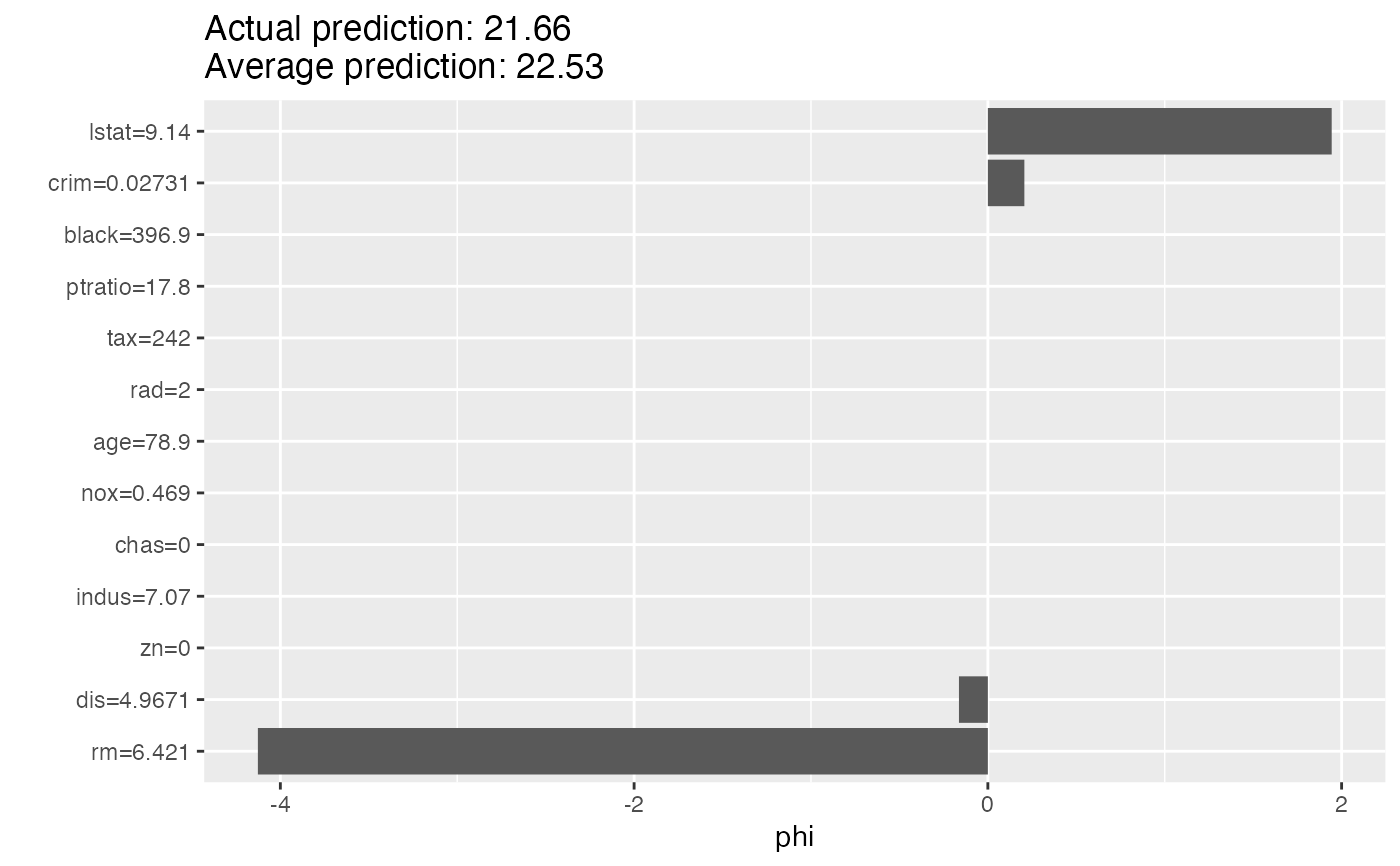 Actual prediction: 21.66
Average prediction: 22.53
lstat=9.14
crim=0.02731
black=396.9
ptratio=17.8
tax=242
rad=2
age=78.9
nox=0.469
chas=0
indus=7.07
zn=0
dis=4.9671
rm=6.421
-4 -2 0 2
phi